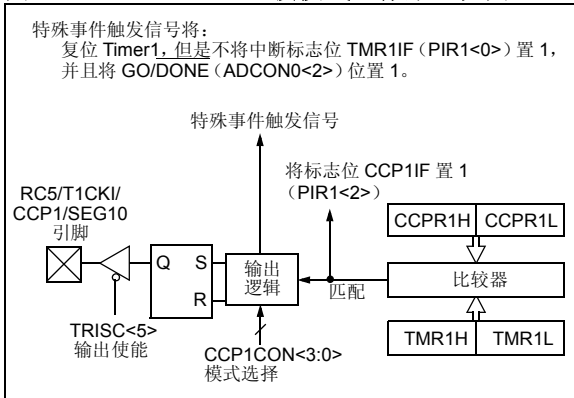 特殊事件触发信号将：
复位 Timer1，但是不将中断标志位 TMR1IF（PIR1<0>）置 1，
并且将 GO/DONE（ADCON0<2>）位置 1。
特殊事件触发信号
将标志位 CCP1IF 置 1
（PIR1<2>）
RC5/T1CKI/
CCP1/SEG10
引脚
CCPR1H CCPR1L
Q S
R
输出
逻辑
匹配
比较器
TRISC<5>
输出使能
CCP1CON<3:0>
模式选择
TMR1H TMR1L